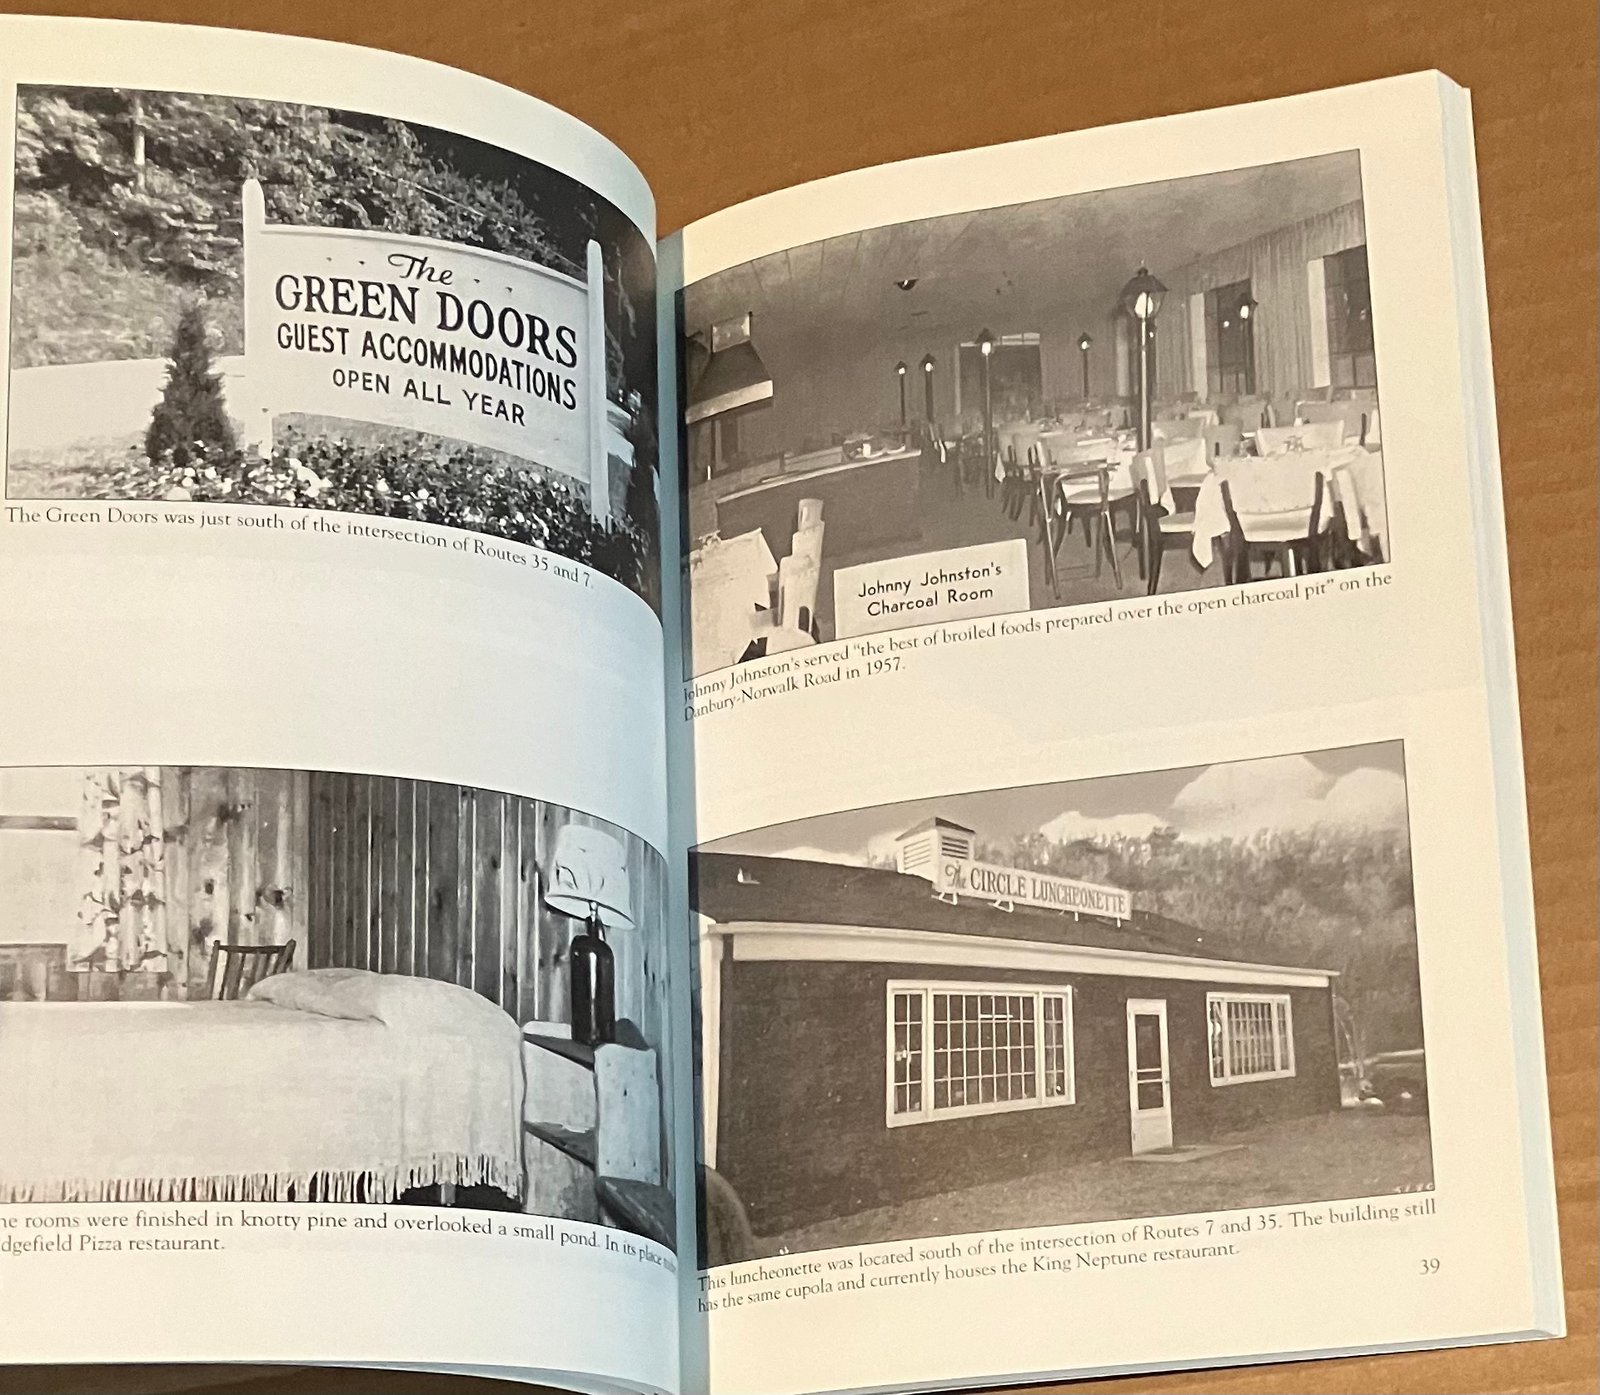 The
GREEN DOORS
GUEST ACCOMMODATIONS
OPEN ALL YEAR
The Green Doors was just south of the intersection of Routes 35 and 7.
rooms were finished in knotty pine and overlooked a small pond. In its place
Pizza restaurant.
Johnny Johnston's
Charcoal Room
Johnny Johnston's served "the best of broiled foods prepared over the open charcoal pit" on the
Danbury-Norwalk Road in 1957.
The CIRCLE LUNCHEONETTE
This luncheonette was located south of the intersection of Routes 7 and 35. The building still
has the same cupola and currently houses the King Neptune restaurant.
39